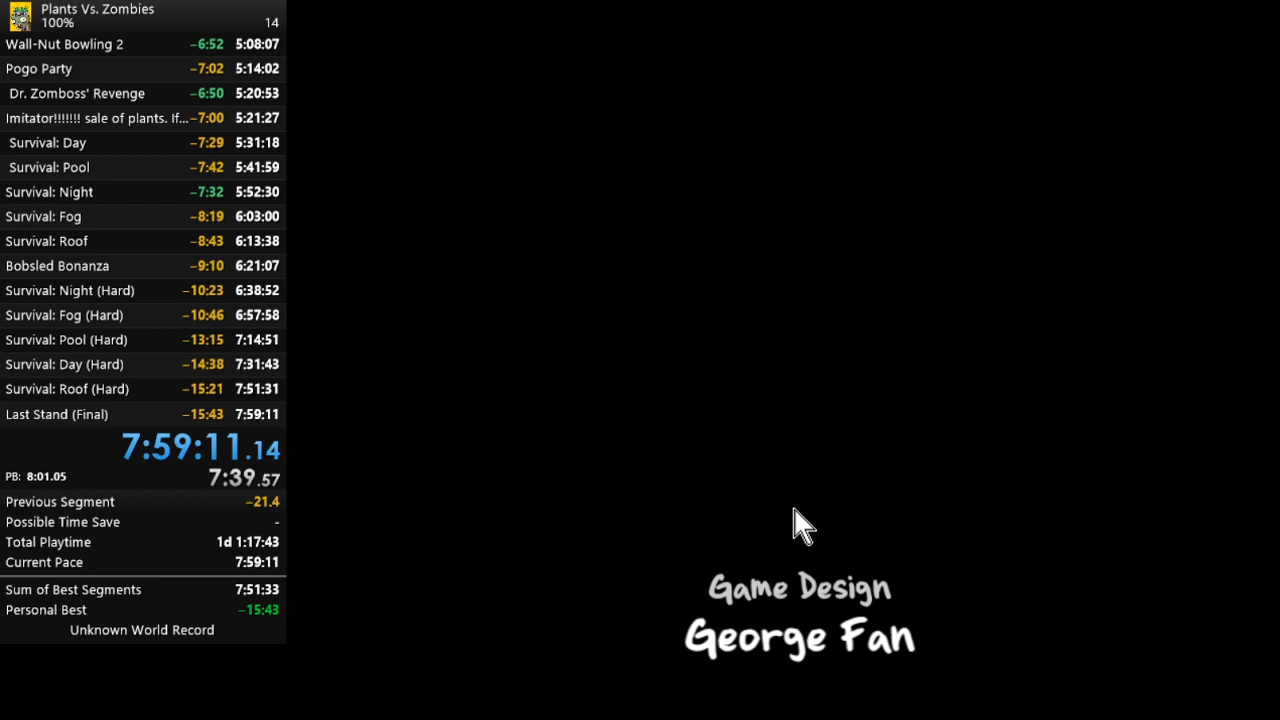 Plants Vs. Zombies
100% 14
Wall-Nut Bowling 2 −6:52 5:08:07
Pogo Party −7:02 5:14:02
Dr. Zomboss' Revenge −6:50 5:20:53
Imitator!!!!!!! sale of plants. If... −7:00 5:21:27
Survival: Day −7:29 5:31:18
Survival: Pool −7:42 5:41:59
Survival: Night −7:32 5:52:30
Survival: Fog −8:19 6:03:00
Survival: Roof −8:43 6:13:38
Bobsled Bonanza −9:10 6:21:07
Survival: Night (Hard) −10:23 6:38:52
Survival: Fog (Hard) −10:46 6:57:58
Survival: Pool (Hard) −13:15 7:14:51
Survival: Day (Hard) −14:38 7:31:43
Survival: Roof (Hard) −15:21 7:51:31
Last Stand (Final) −15:43 7:59:11
7:59:11.14
PB: 8:01.05 7:39.57
Previous Segment −21.4
Possible Time Save -
Total Playtime 1d 1:17:43
Current Pace 7:59:11
Sum of Best Segments 7:51:33
Personal Best −15:43
Unknown World Record
Game Design
George Fan